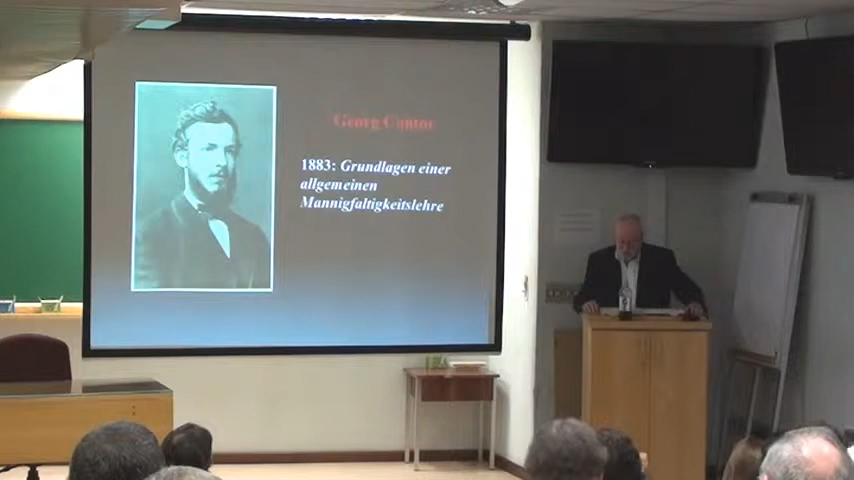 Georg Cantor
1883: Grundlagen einer
allgemeinen
Mannigfaltigkeitslehre